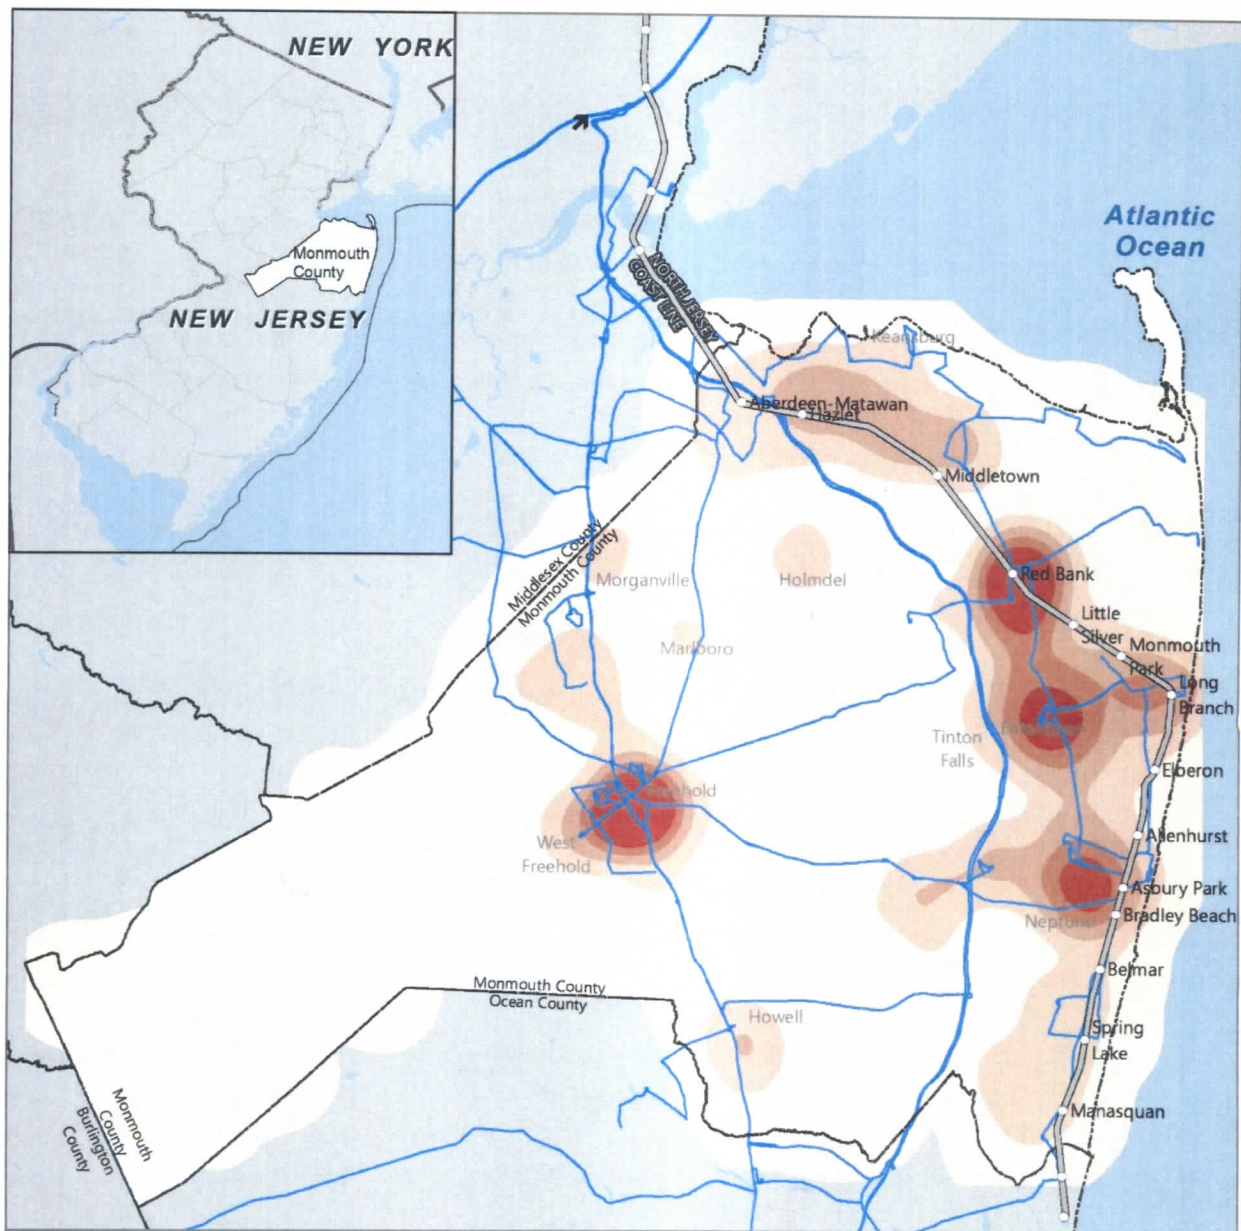 NEW YORK
Monmouth
County
NEW JERSEY
Atlantic
Ocean
NORTH JERSEY
COAST LINE
Keansburg
Aberdeen-Matawan
Hazlet
Middletown
Middlesex County
Monmouth County
Morganville
Holmdel
Red Bank
Little
Silver
Monmouth
Park
Marlboro
Long
Branch
Tinton
Falls
Elberon
Freehold
West
Freehold
Allenhurst
Asbury Park
Neptune
Bradley Beach
Belmar
Monmouth County
Ocean County
Howell
Spring
Lake
Manasquan
Monmouth
County
Burlington
County